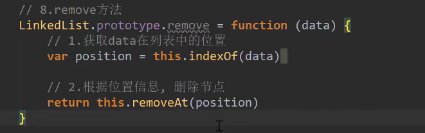 // 8.remove方法
LinkedList.prototype.remove = function (data) {
// 1.获取data在列表中的位置
var position = this.indexOf(data)
// 2.根据位置信息, 删除节点
return this.removeAt(position)
}